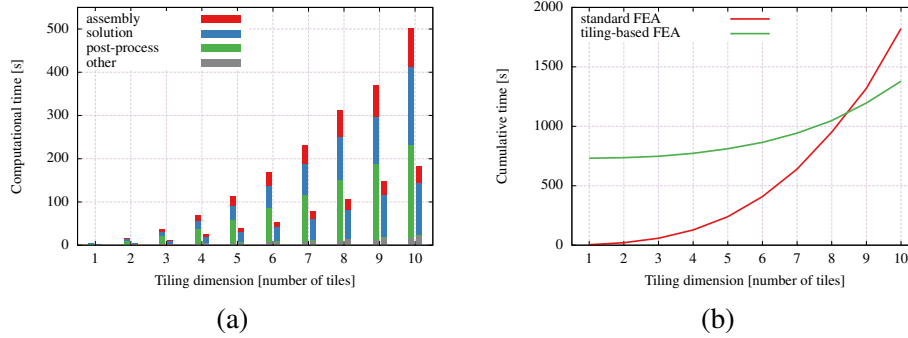 assembly
solution
post-process
other
Computational time [s]
500
400
300
200
100
0
1 2 3 4 5 6 7 8 9 10
Tiling dimension [number of tiles]
(a)
standard FEA
tiling-based FEA
Cumulative time [s]
2000
1500
1000
500
0
1 2 3 4 5 6 7 8 9 10
Tiling dimension [number of tiles]
(b)